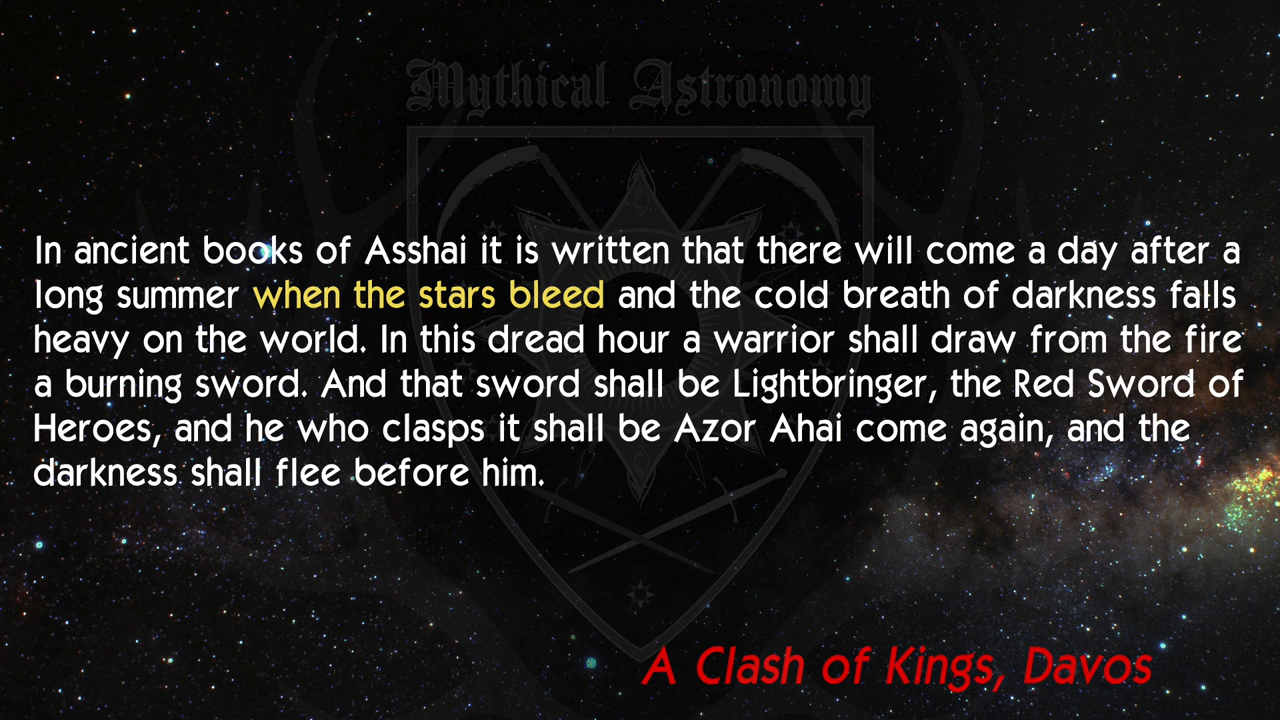 Mythical Astronomy
In ancient books of Asshai it is written that there will come a day after a
long summer when the stars bleed and the cold breath of darkness falls
heavy on the world. In this dread hour a warrior shall draw from the fire
a burning sword. And that sword shall be Lightbringer, the Red Sword of
Heroes, and he who clasps it shall be Azor Ahai come again, and the
darkness shall flee before him.
A Clash of Kings, Davos